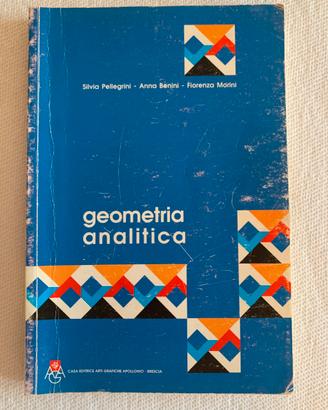 Silvia Pellegrini - Anna Benini - Fiorenza Morini
geometria
analitica
CASA EDITRICE ARTI GRAFICHE APOLLONIO - BRESCIA